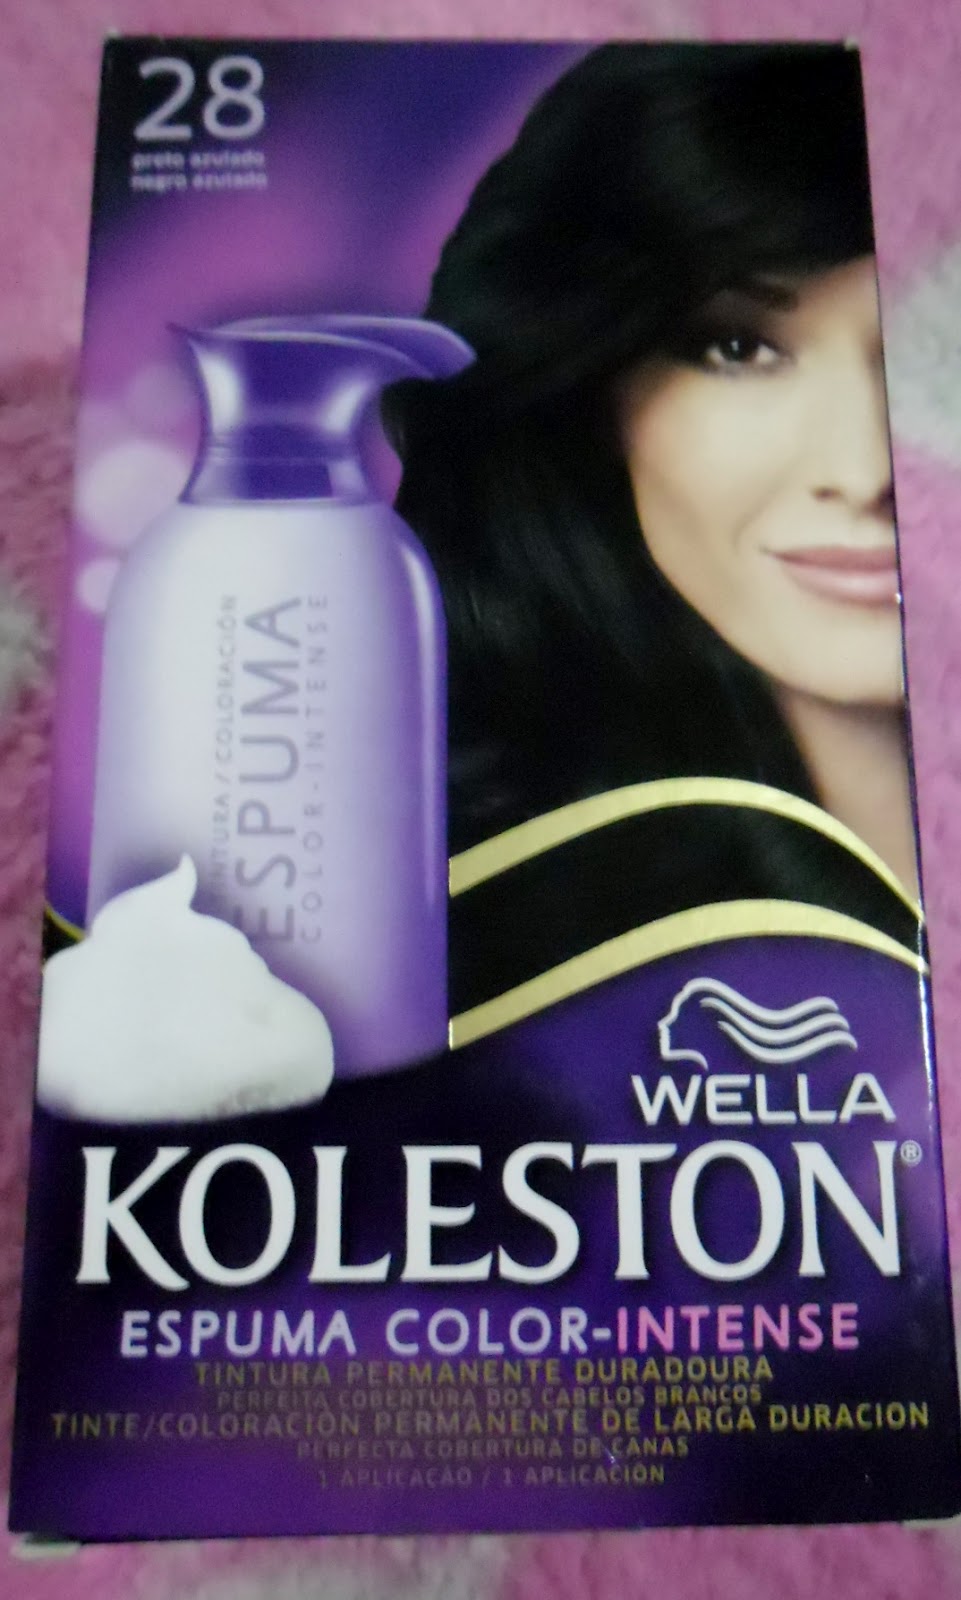 28
preto azulado
negro azulado
TINTURA / COLORACIÓN
ESPUMA
COLOR-INTENSE
WELLA
KOLESTON®
ESPUMA COLOR-INTENSE
TINTURA PERMANENTE DURADOURA
PERFEITA COBERTURA DOS CABELOS BRANCOS
TINTE/COLORACIÓN PERMANENTE DE LARGA DURACION
PERFECTA COBERTURA DE CANAS
1 APLICAÇÃO / 1 APLICACIÓN